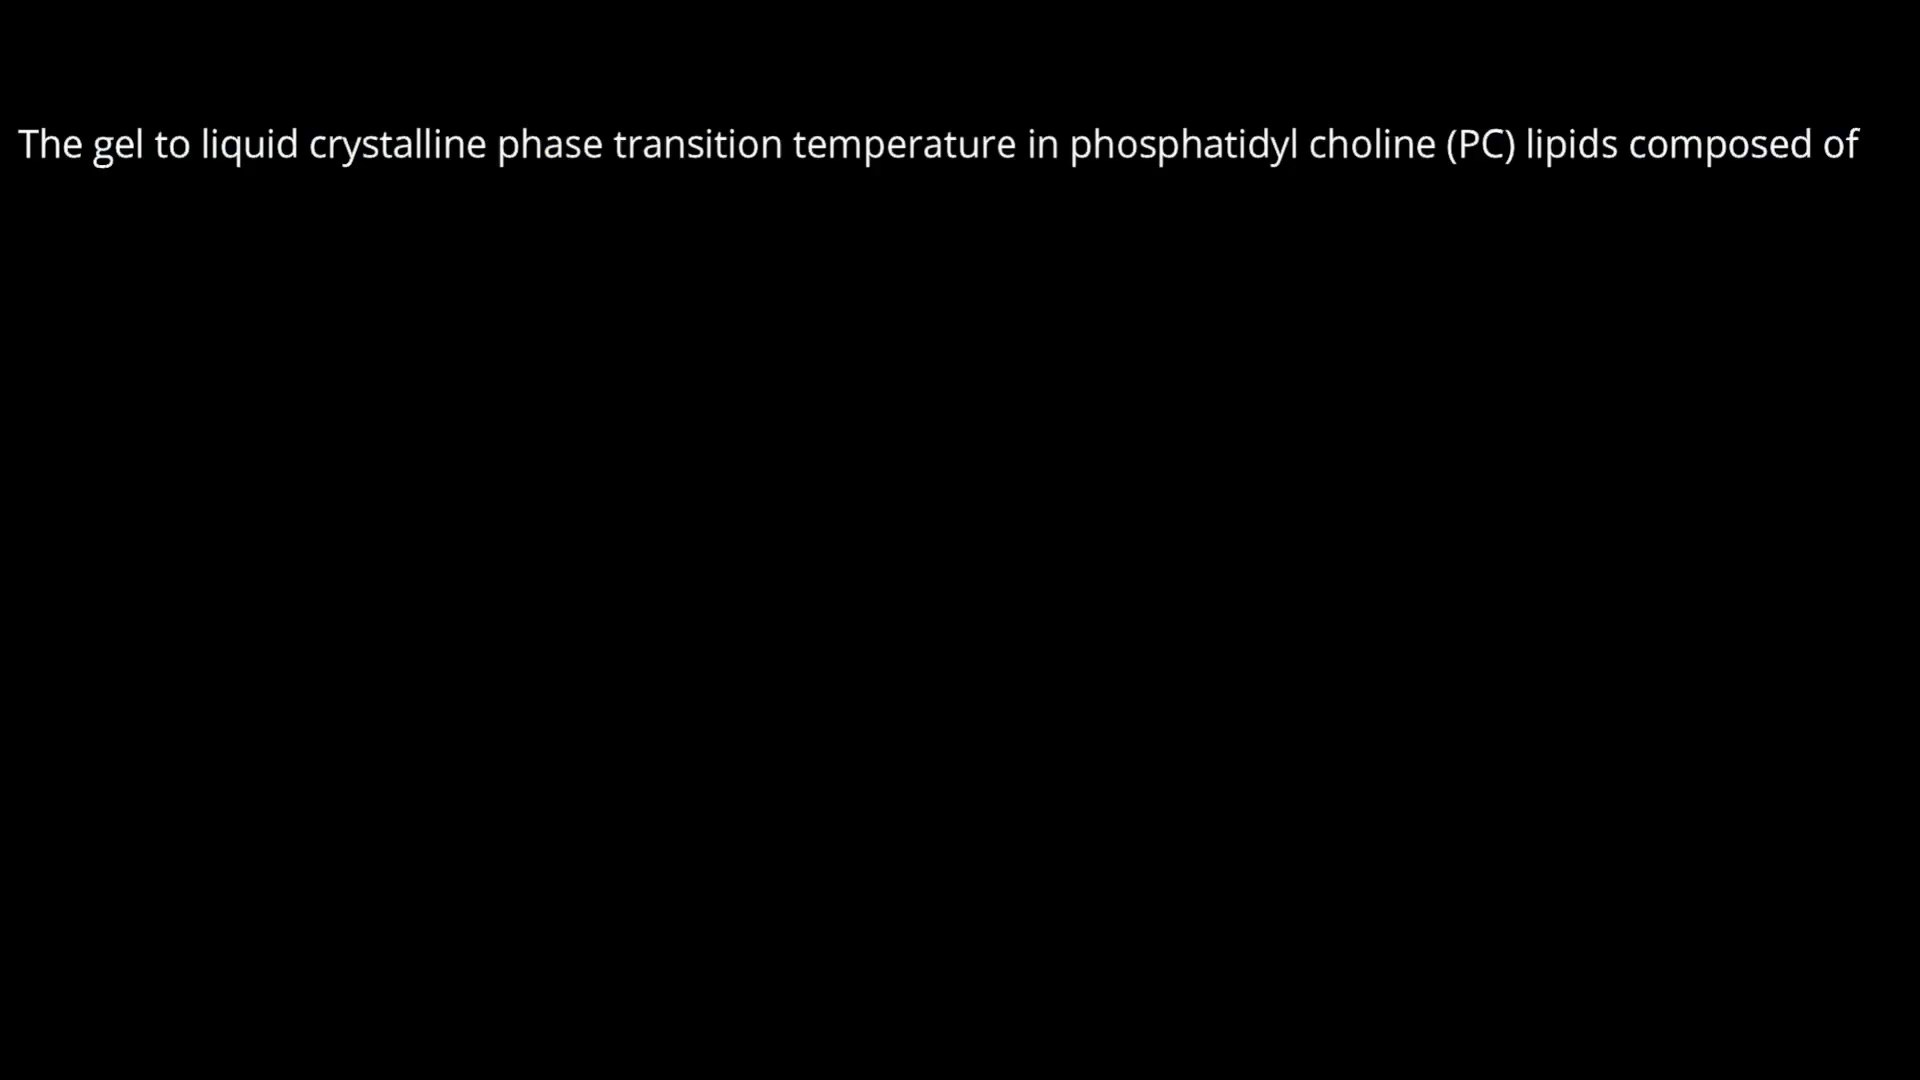 The gel to liquid crystalline phase transition temperature in phosphatidyl choline (PC) lipids composed of